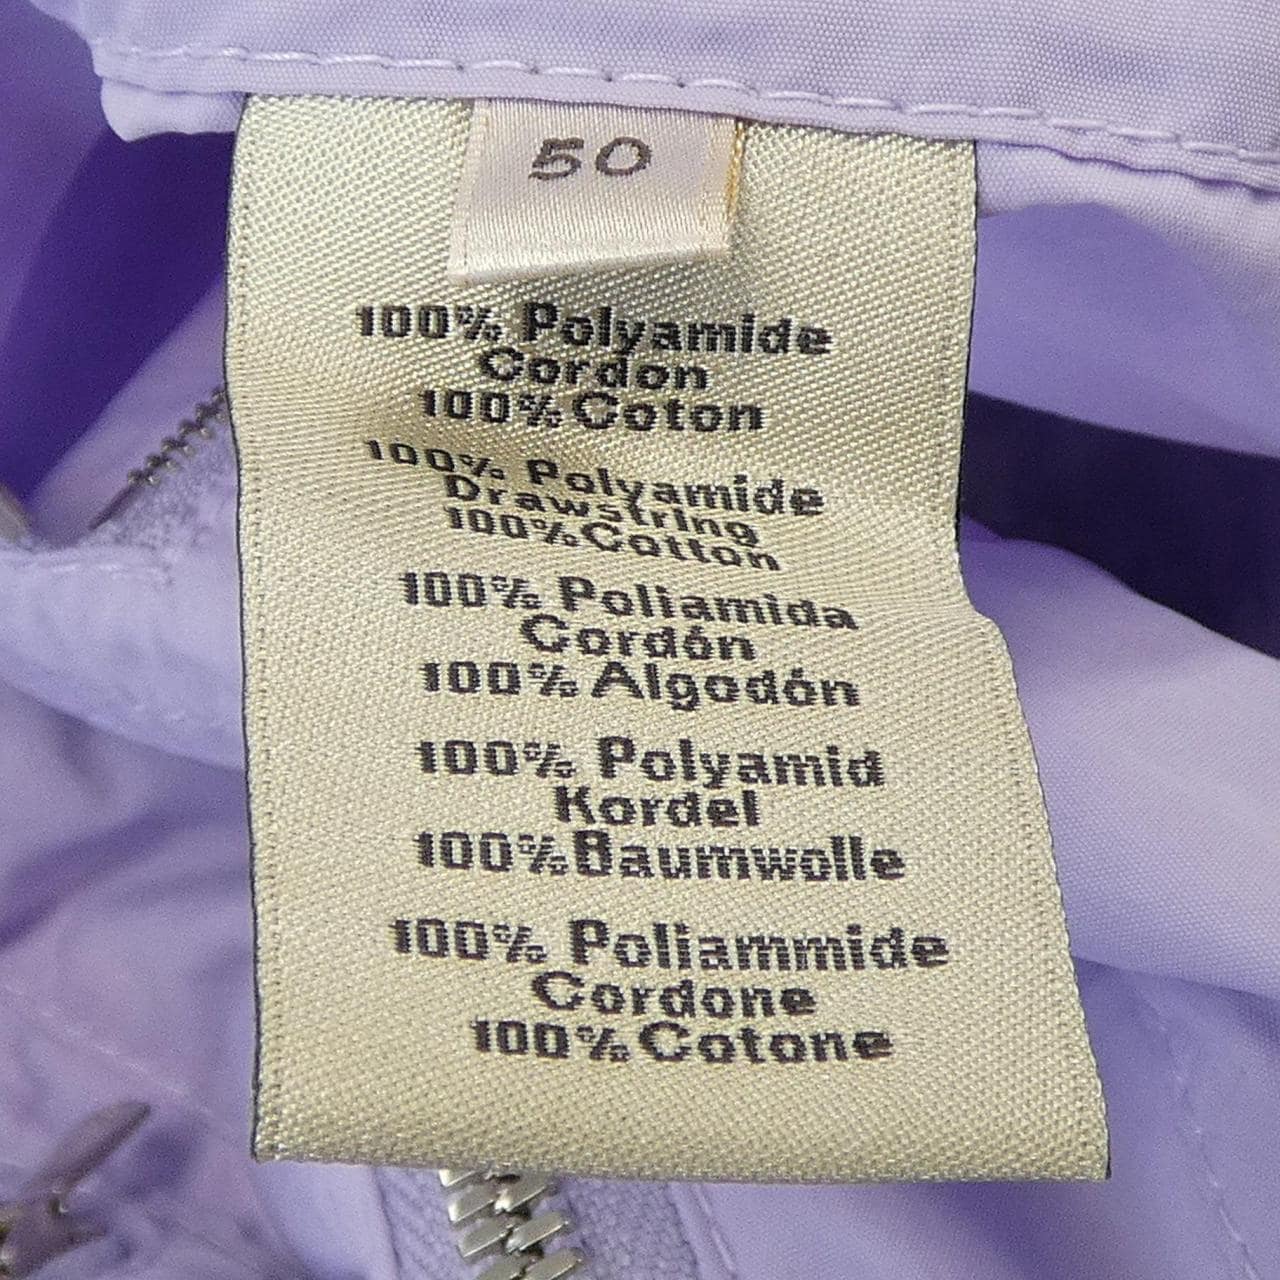 50
100% Polyamide
Cordon
100% Coton
100% Polyamide
Drawstring
100% Cotton
100% Poliamida
Cordón
100% Algodón
100% Polyamid
Kordel
100% Baumwolle
100% Poliammide
Cordone
100% Cotone